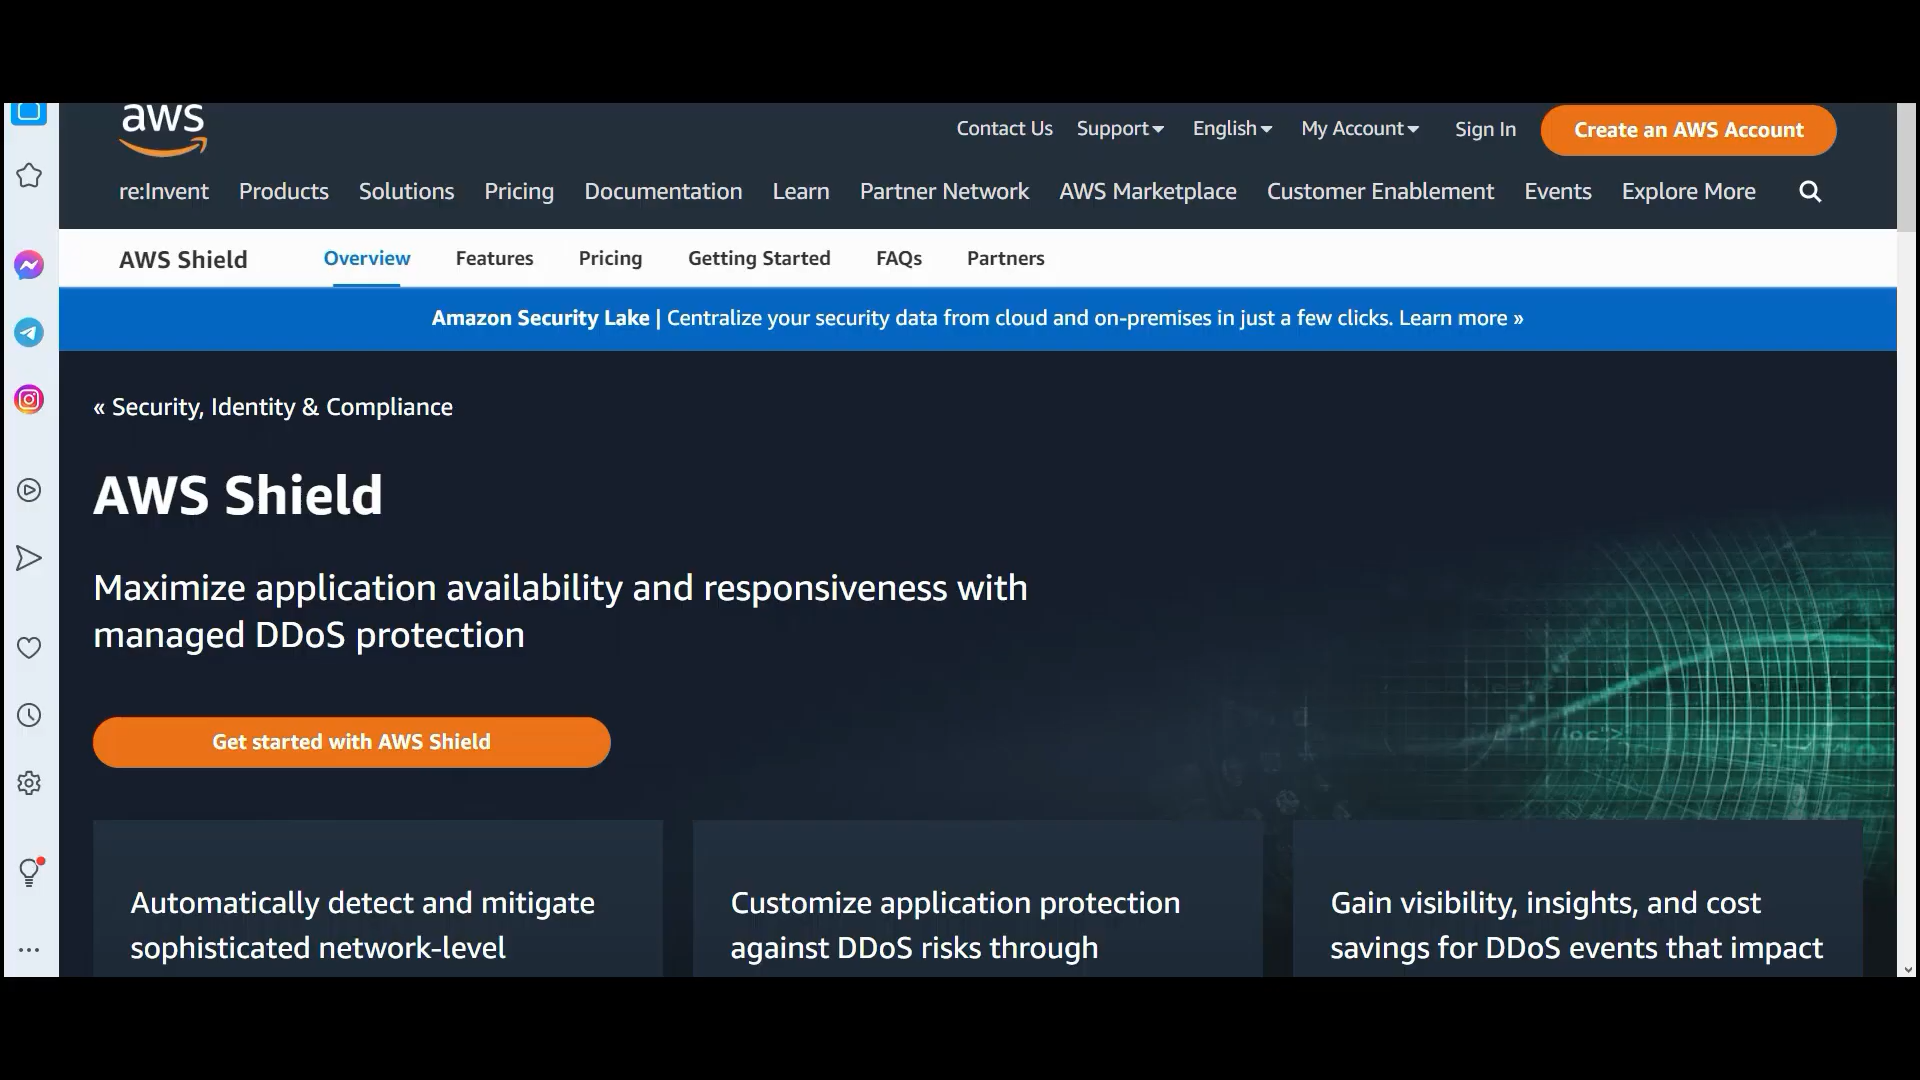 aws
Contact Us Support English My Account Sign In Create an AWS Account
re:Invent Products Solutions Pricing Documentation Learn Partner Network AWS Marketplace Customer Enablement Events Explore More
AWS Shield Overview Features Pricing Getting Started FAQs Partners
Amazon Security Lake | Centralize your security data from cloud and on-premises in just a few clicks. Learn more »
« Security, Identity & Compliance
AWS Shield
Maximize application availability and responsiveness with
managed DDoS protection
Get started with AWS Shield
Automatically detect and mitigate
sophisticated network-level
Customize application protection
against DDoS risks through
Gain visibility, insights, and cost
savings for DDoS events that impact